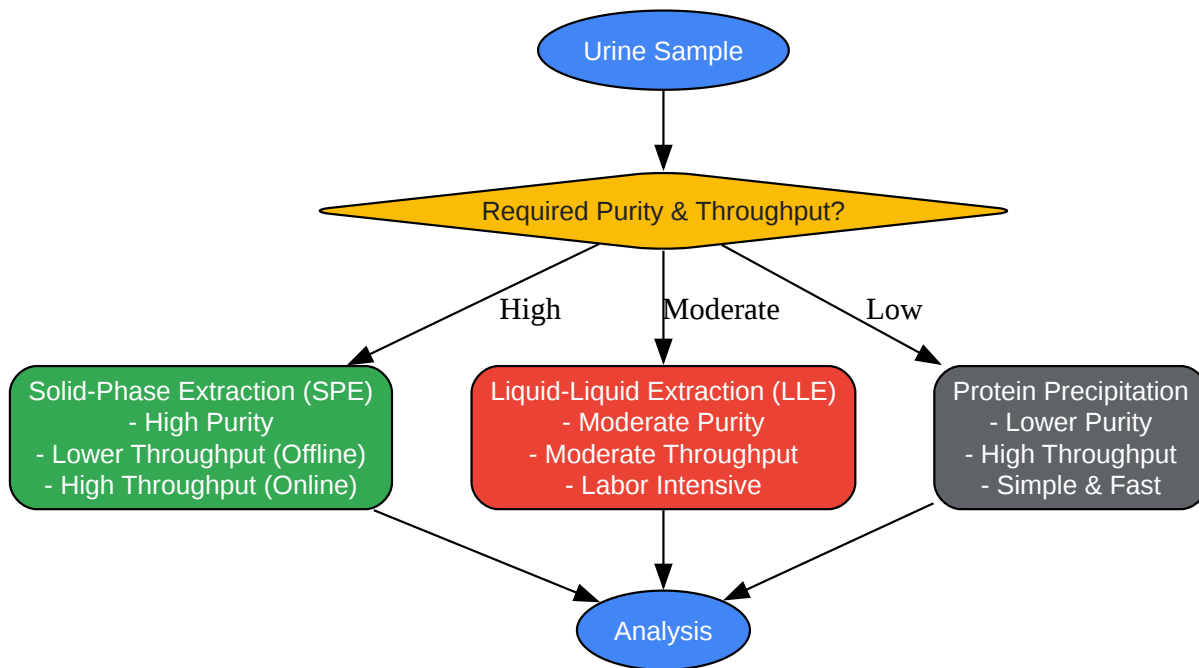 Urine Sample
Required Purity & Throughput?
High
Moderate
Low
Solid-Phase Extraction (SPE)
- High Purity
- Lower Throughput (Offline)
- High Throughput (Online)
Liquid-Liquid Extraction (LLE)
- Moderate Purity
- Moderate Throughput
- Labor Intensive
Protein Precipitation
- Lower Purity
- High Throughput
- Simple & Fast
Analysis